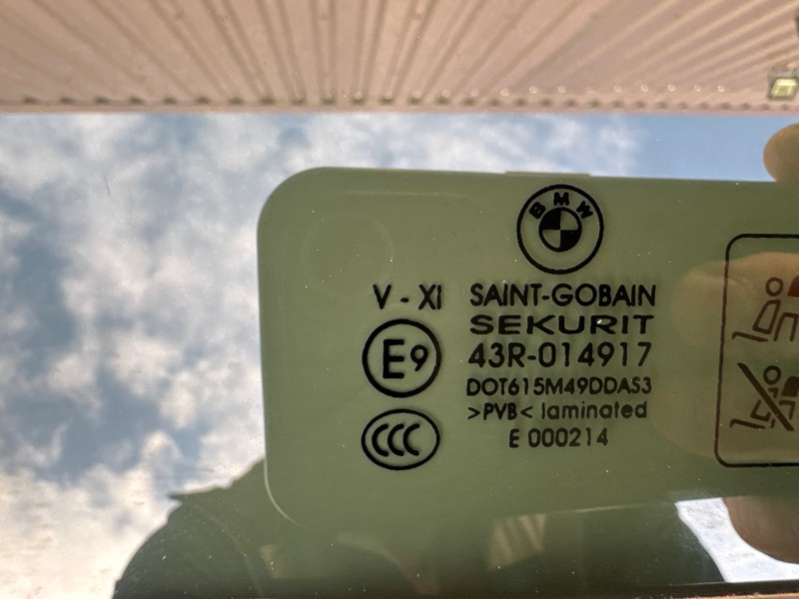 BMW
V - XI SAINT-GOBAIN
SEKURIT
E9 43R-014917
DOT615M49DDAS3
>PVB< laminated
CCC E 000214